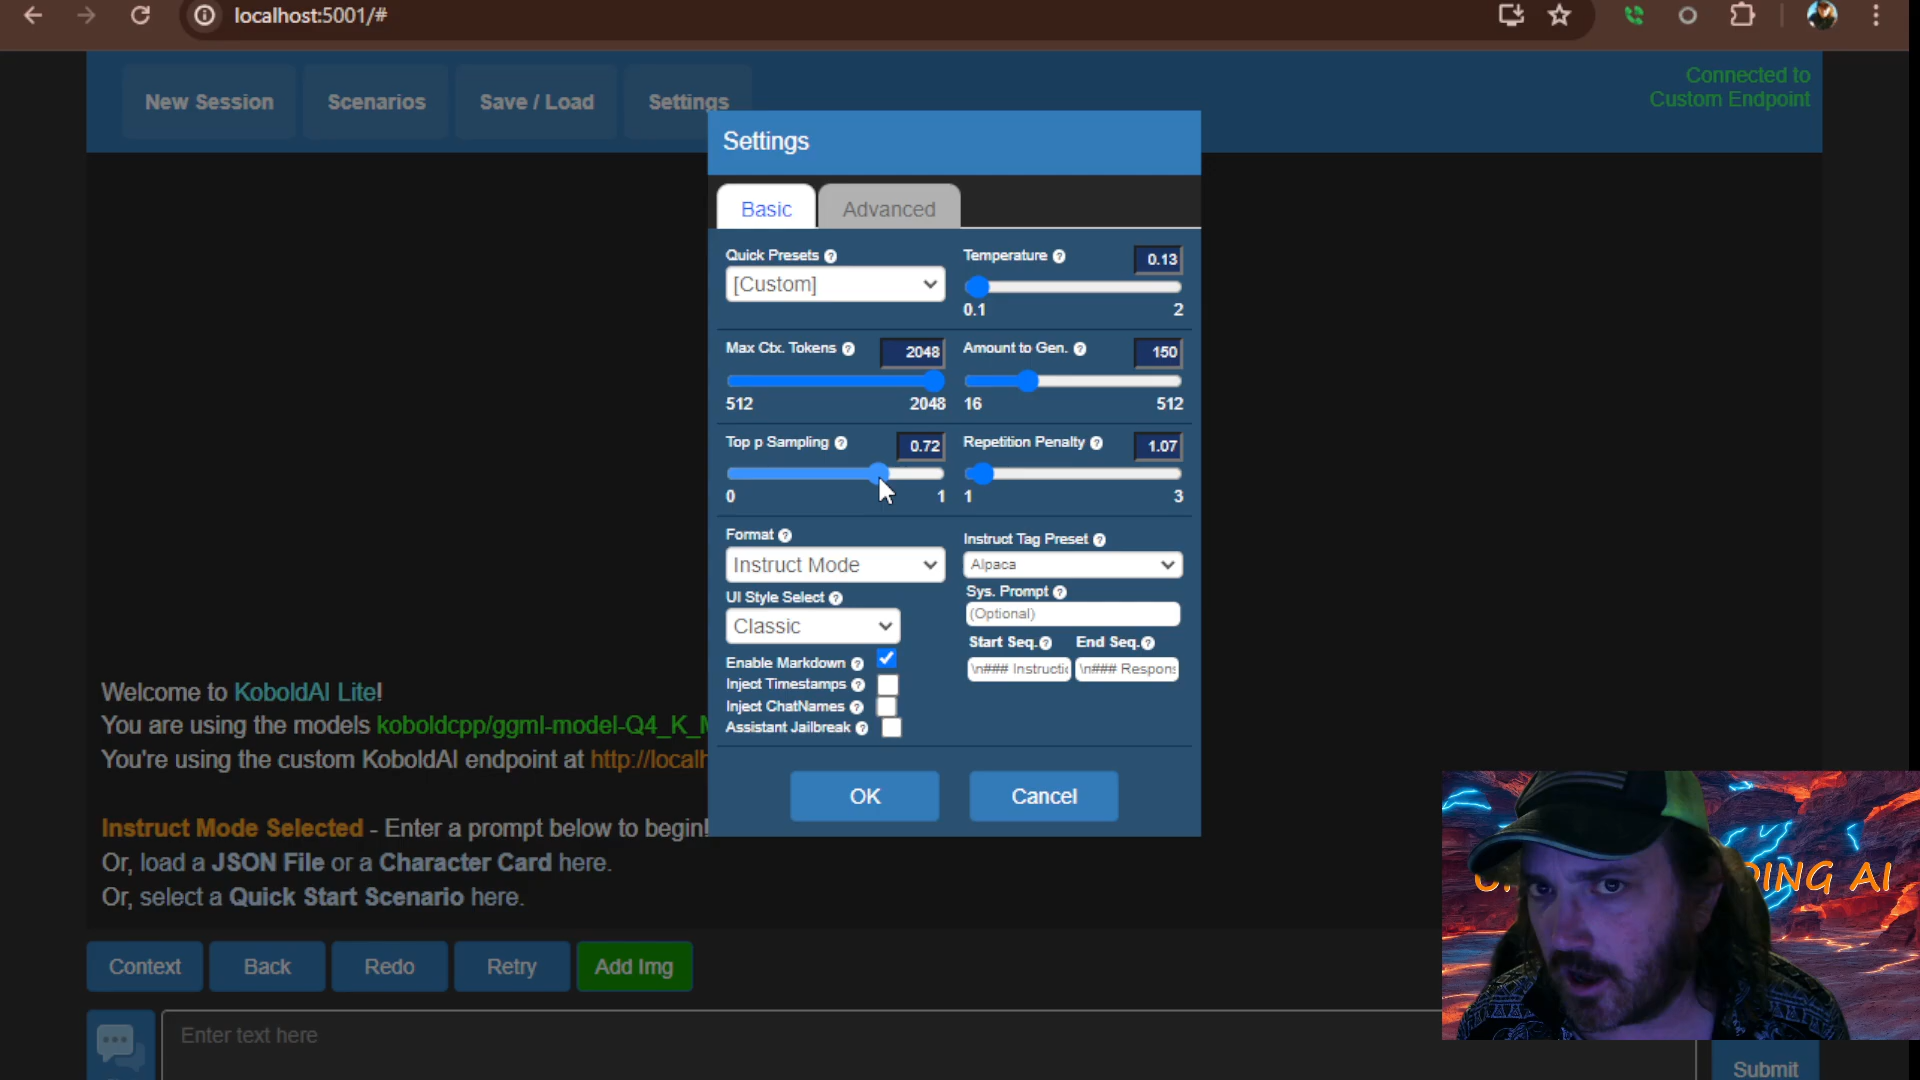 localhost:5001/#
New Session
Scenarios
Save / Load
Settings
Connected to
Custom Endpoint
Settings
Basic
Advanced
Quick Presets
[Custom]
Temperature
0.13
0.1
2
Max Ctx. Tokens
2048
512
2048
Amount to Gen.
150
16
512
Top p Sampling
0.72
0
1
Repetition Penalty
1.07
1
3
Format
Instruct Mode
Instruct Tag Preset
Alpaca
UI Style Select
Classic
Sys. Prompt
(Optional)
Start Seq.
\n### Instructi
End Seq.
\n### Respons
Enable Markdown
Inject Timestamps
Inject ChatNames
Assistant Jailbreak
OK
Cancel
Welcome to KoboldAI Lite!
You are using the models koboldcpp/ggml-model-Q4_K_M
You're using the custom KoboldAI endpoint at http://localh
Instruct Mode Selected - Enter a prompt below to begin!
Or, load a JSON File or a Character Card here.
Or, select a Quick Start Scenario here.
Context
Back
Redo
Retry
Add Img
Enter text here
Submit
DING AI